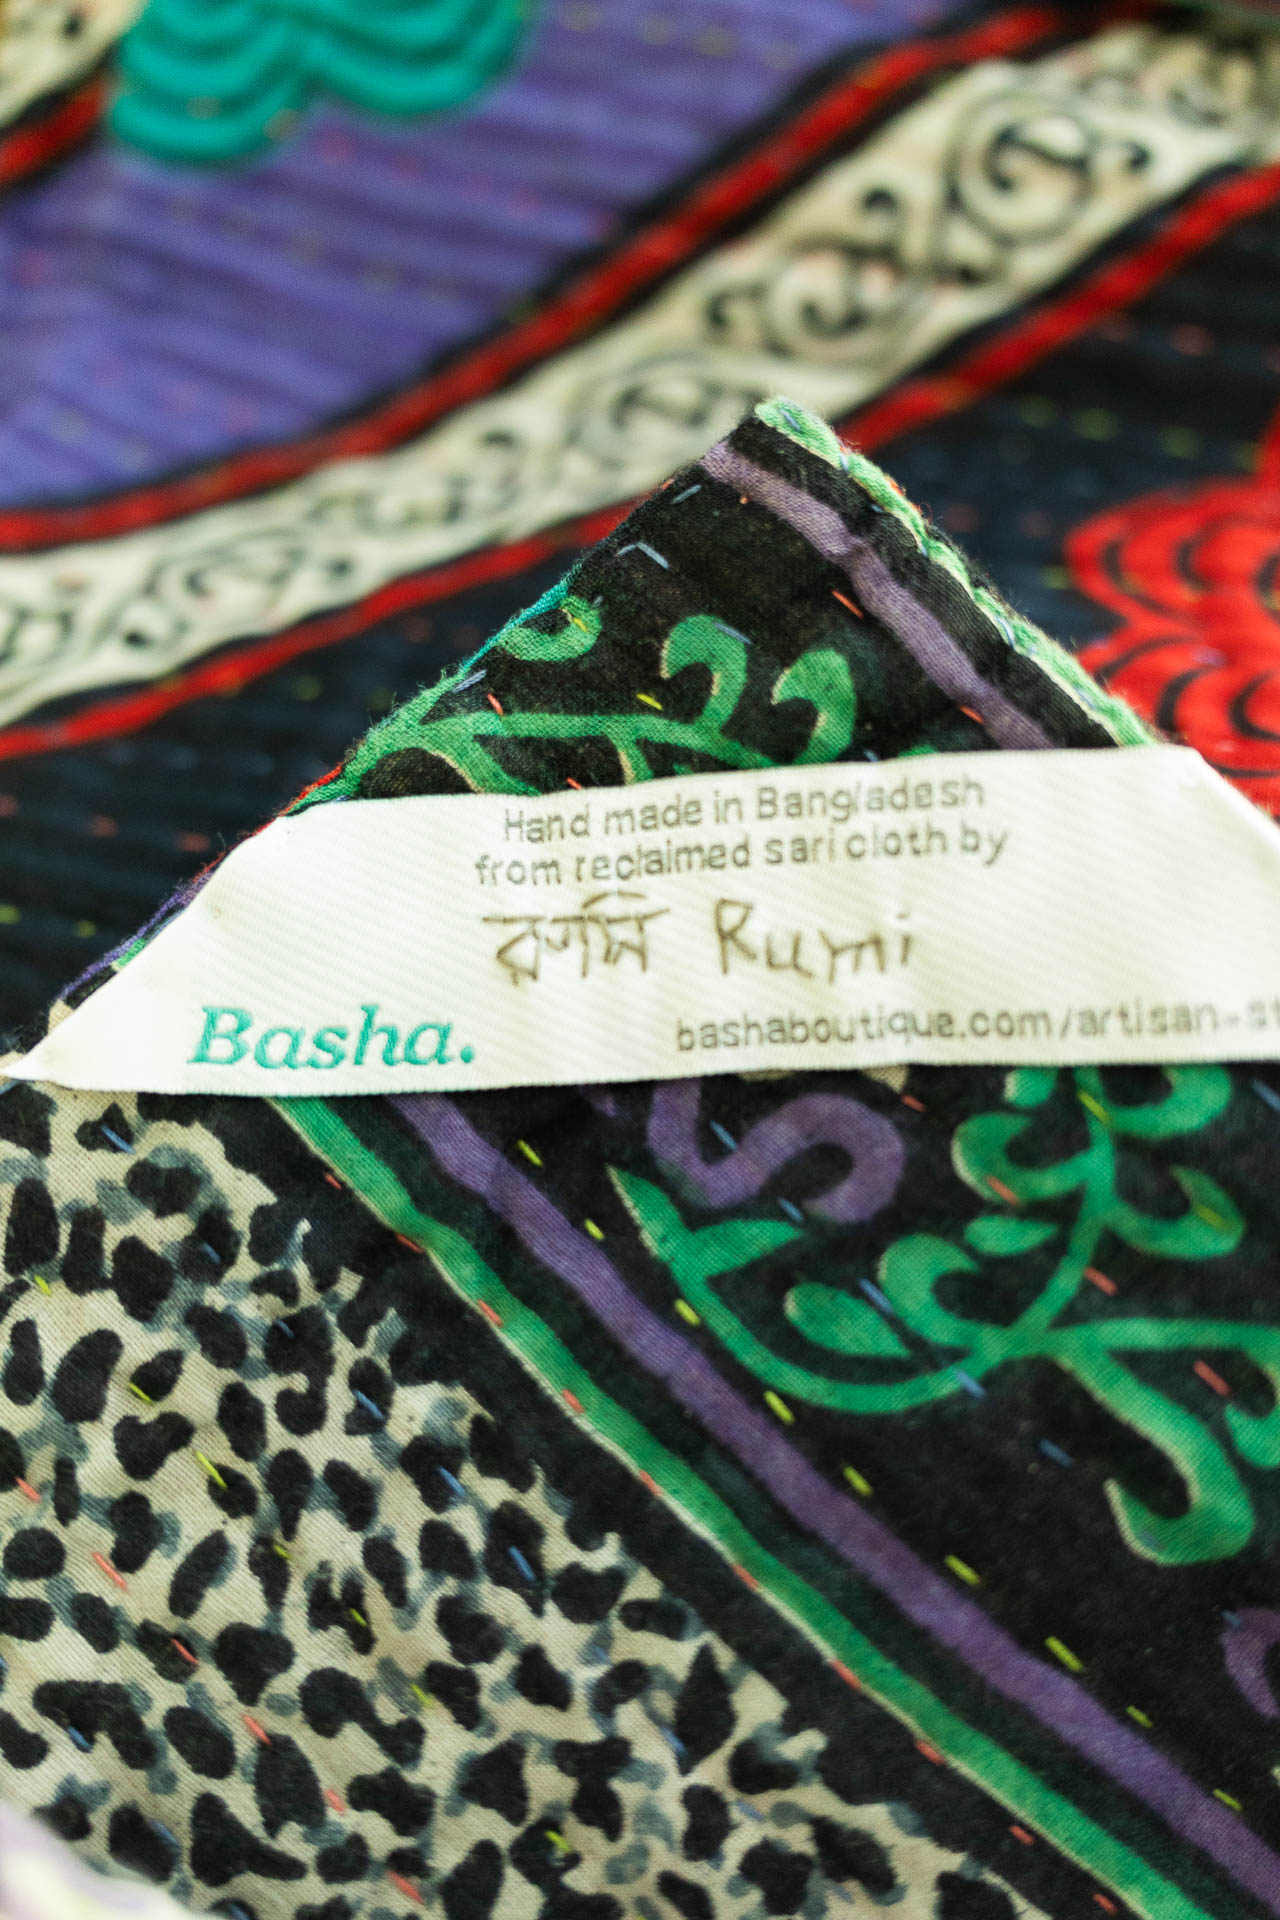 Hand made in Bangladesh
from reclaimed sari cloth by
রুমি Rumi
Basha.
bashaboutique.com/artisan-s